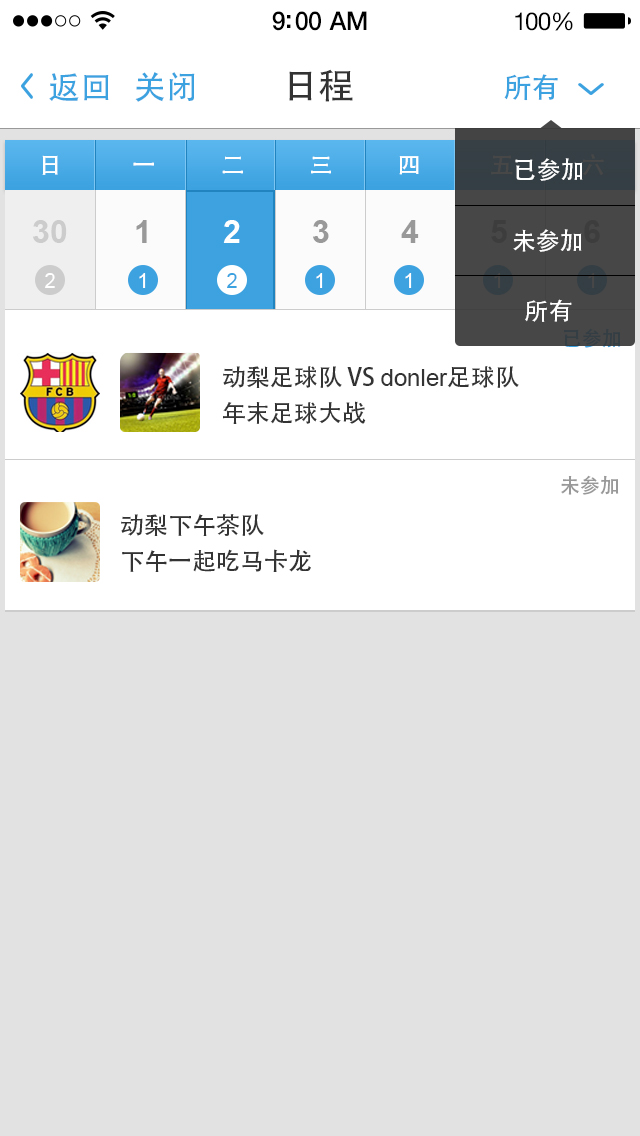 9:00 AM 100%
返回 关闭 日程 所有
日 一 二 三 四 五 六
已参加
30 1 2 3 4 5 6
未参加
2 1 2 1 1 1 1
所有
已参加
FCB
动梨足球队 VS donler足球队
年末足球大战
未参加
动梨下午茶队
下午一起吃马卡龙